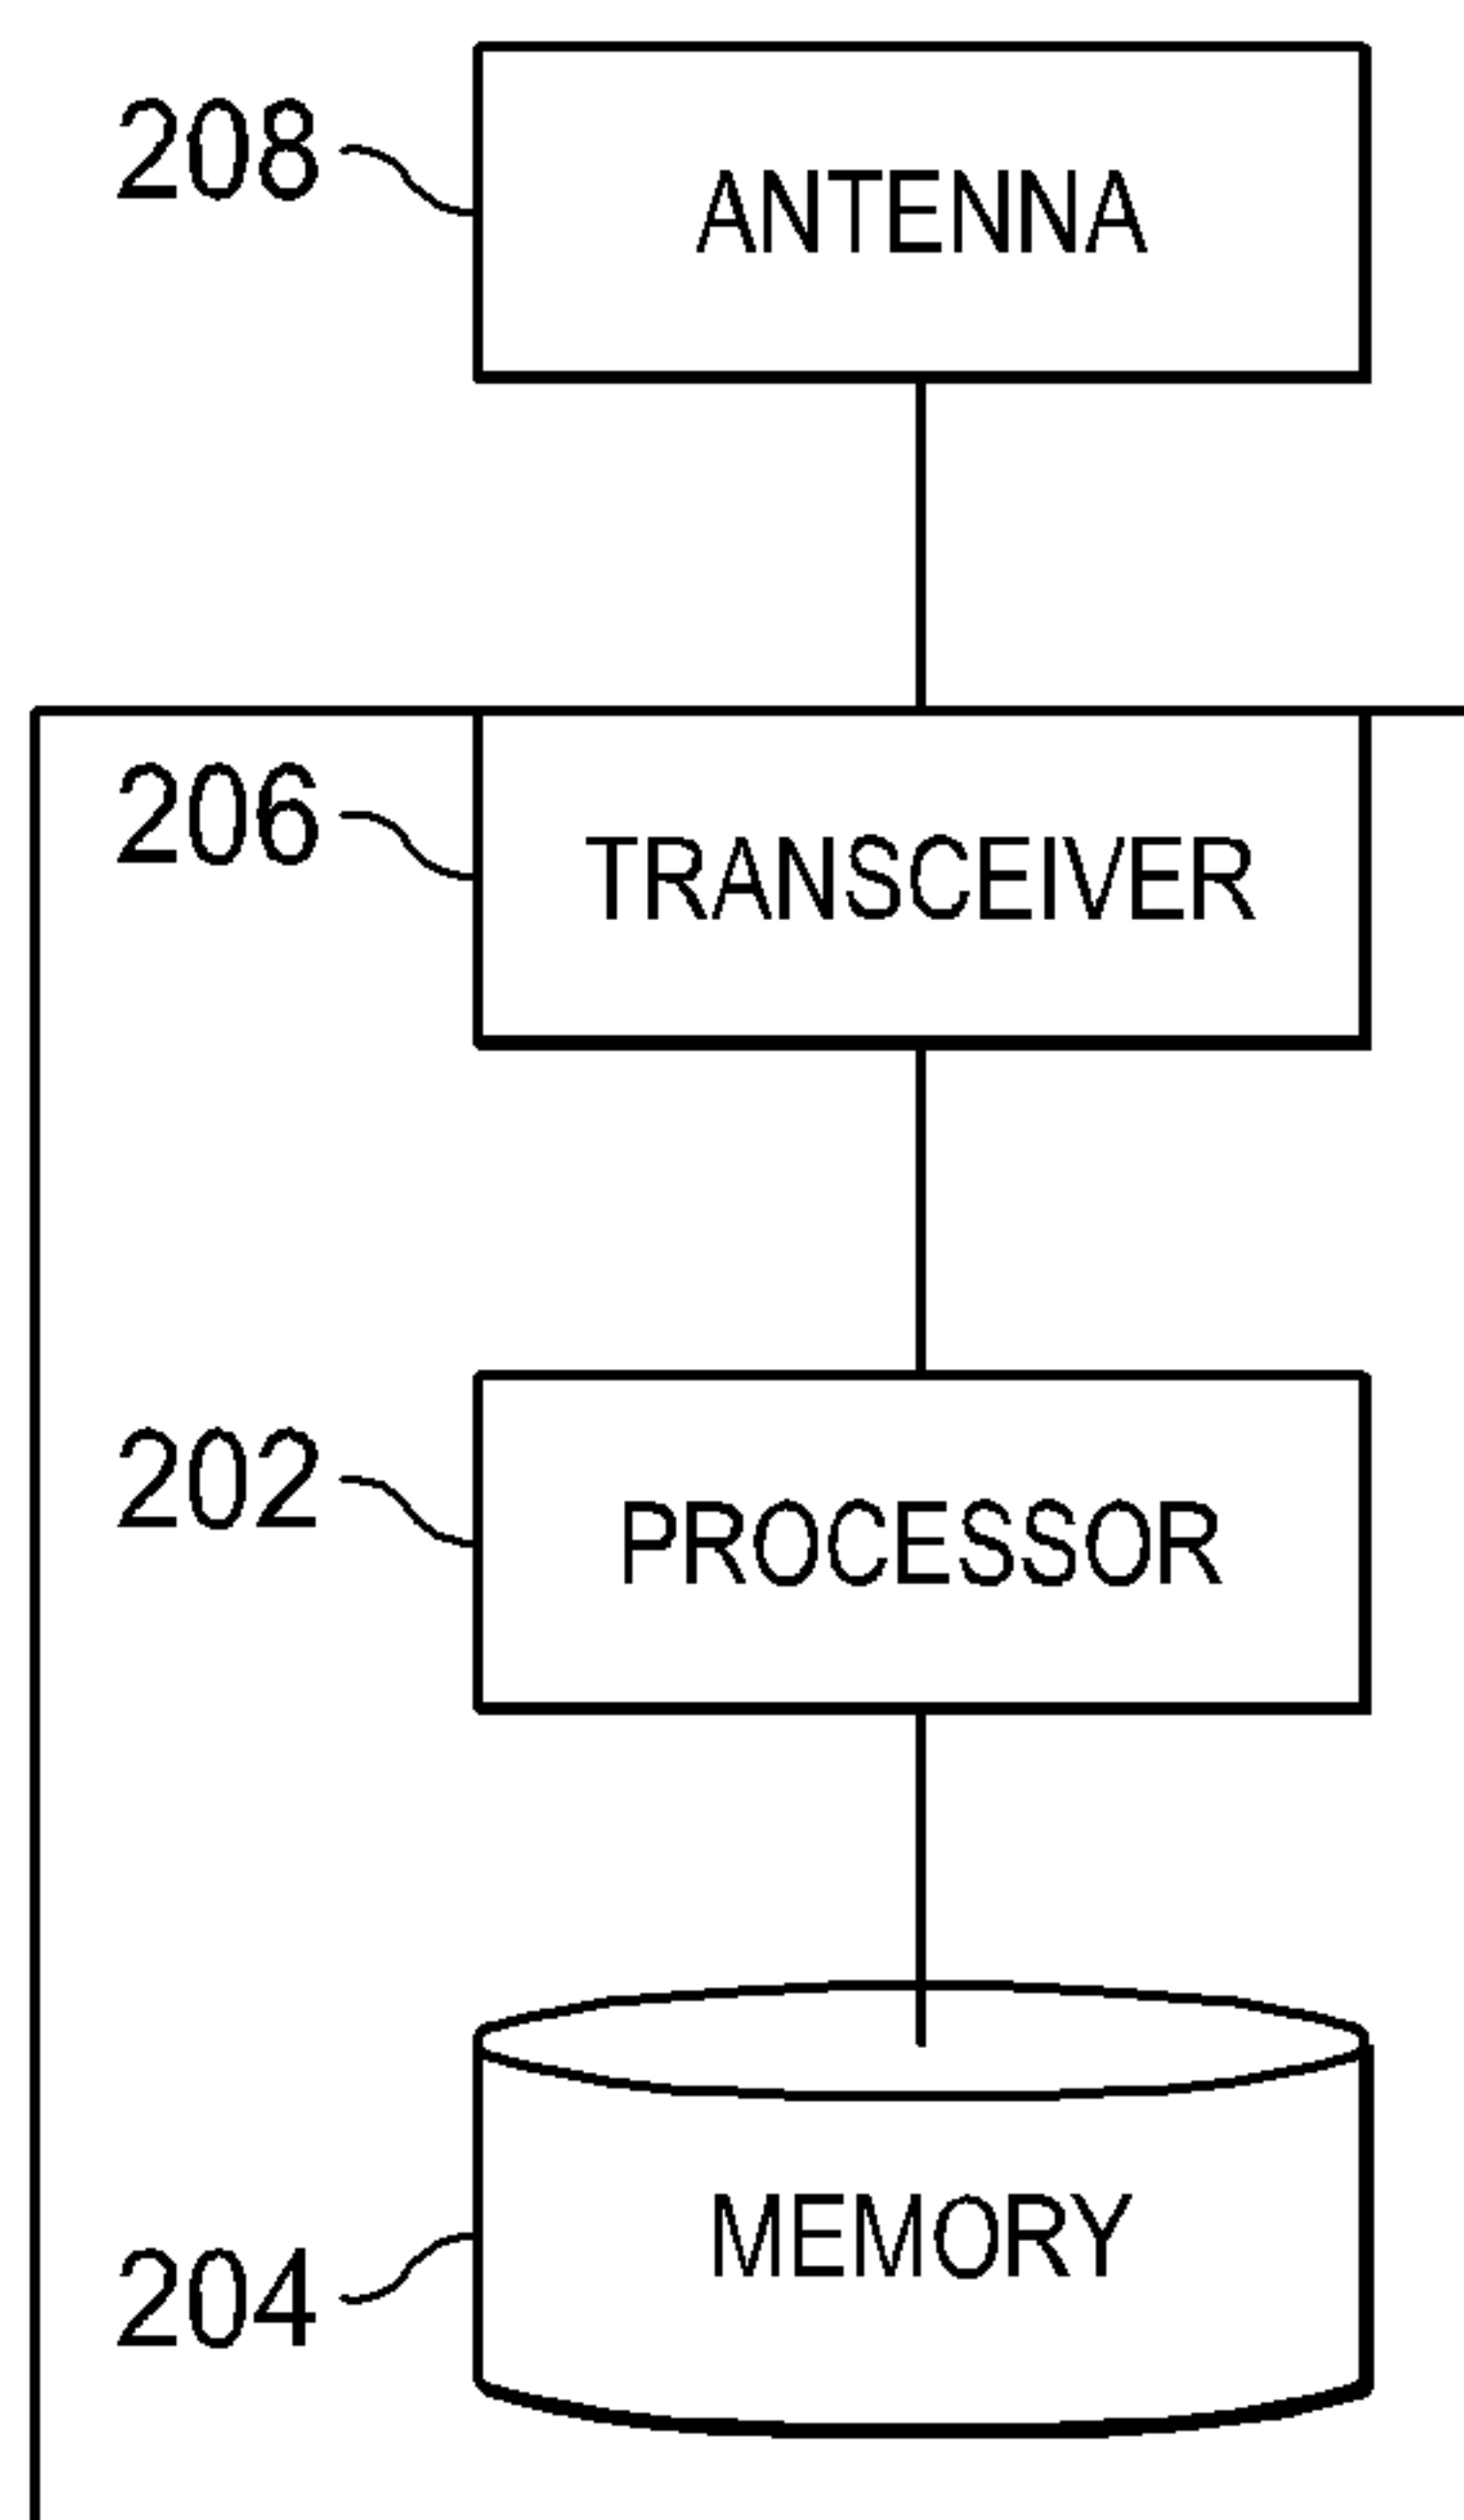 208
ANTENNA
206
TRANSCEIVER
202
PROCESSOR
MEMORY
204